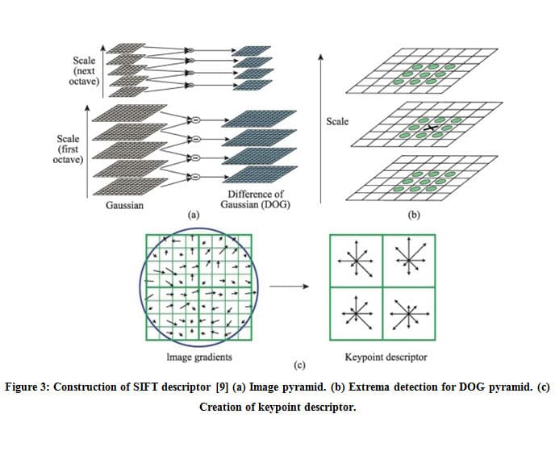 Scale
(next
octave)
Scale
(first
octave)
Gaussian
Difference of
Gaussian (DOG)
(a)
Scale
(b)
Image gradients
Keypoint descriptor
(c)
Figure 3: Construction of SIFT descriptor [9] (a) Image pyramid. (b) Extrema detection for DOG pyramid. (c)
Creation of keypoint descriptor.